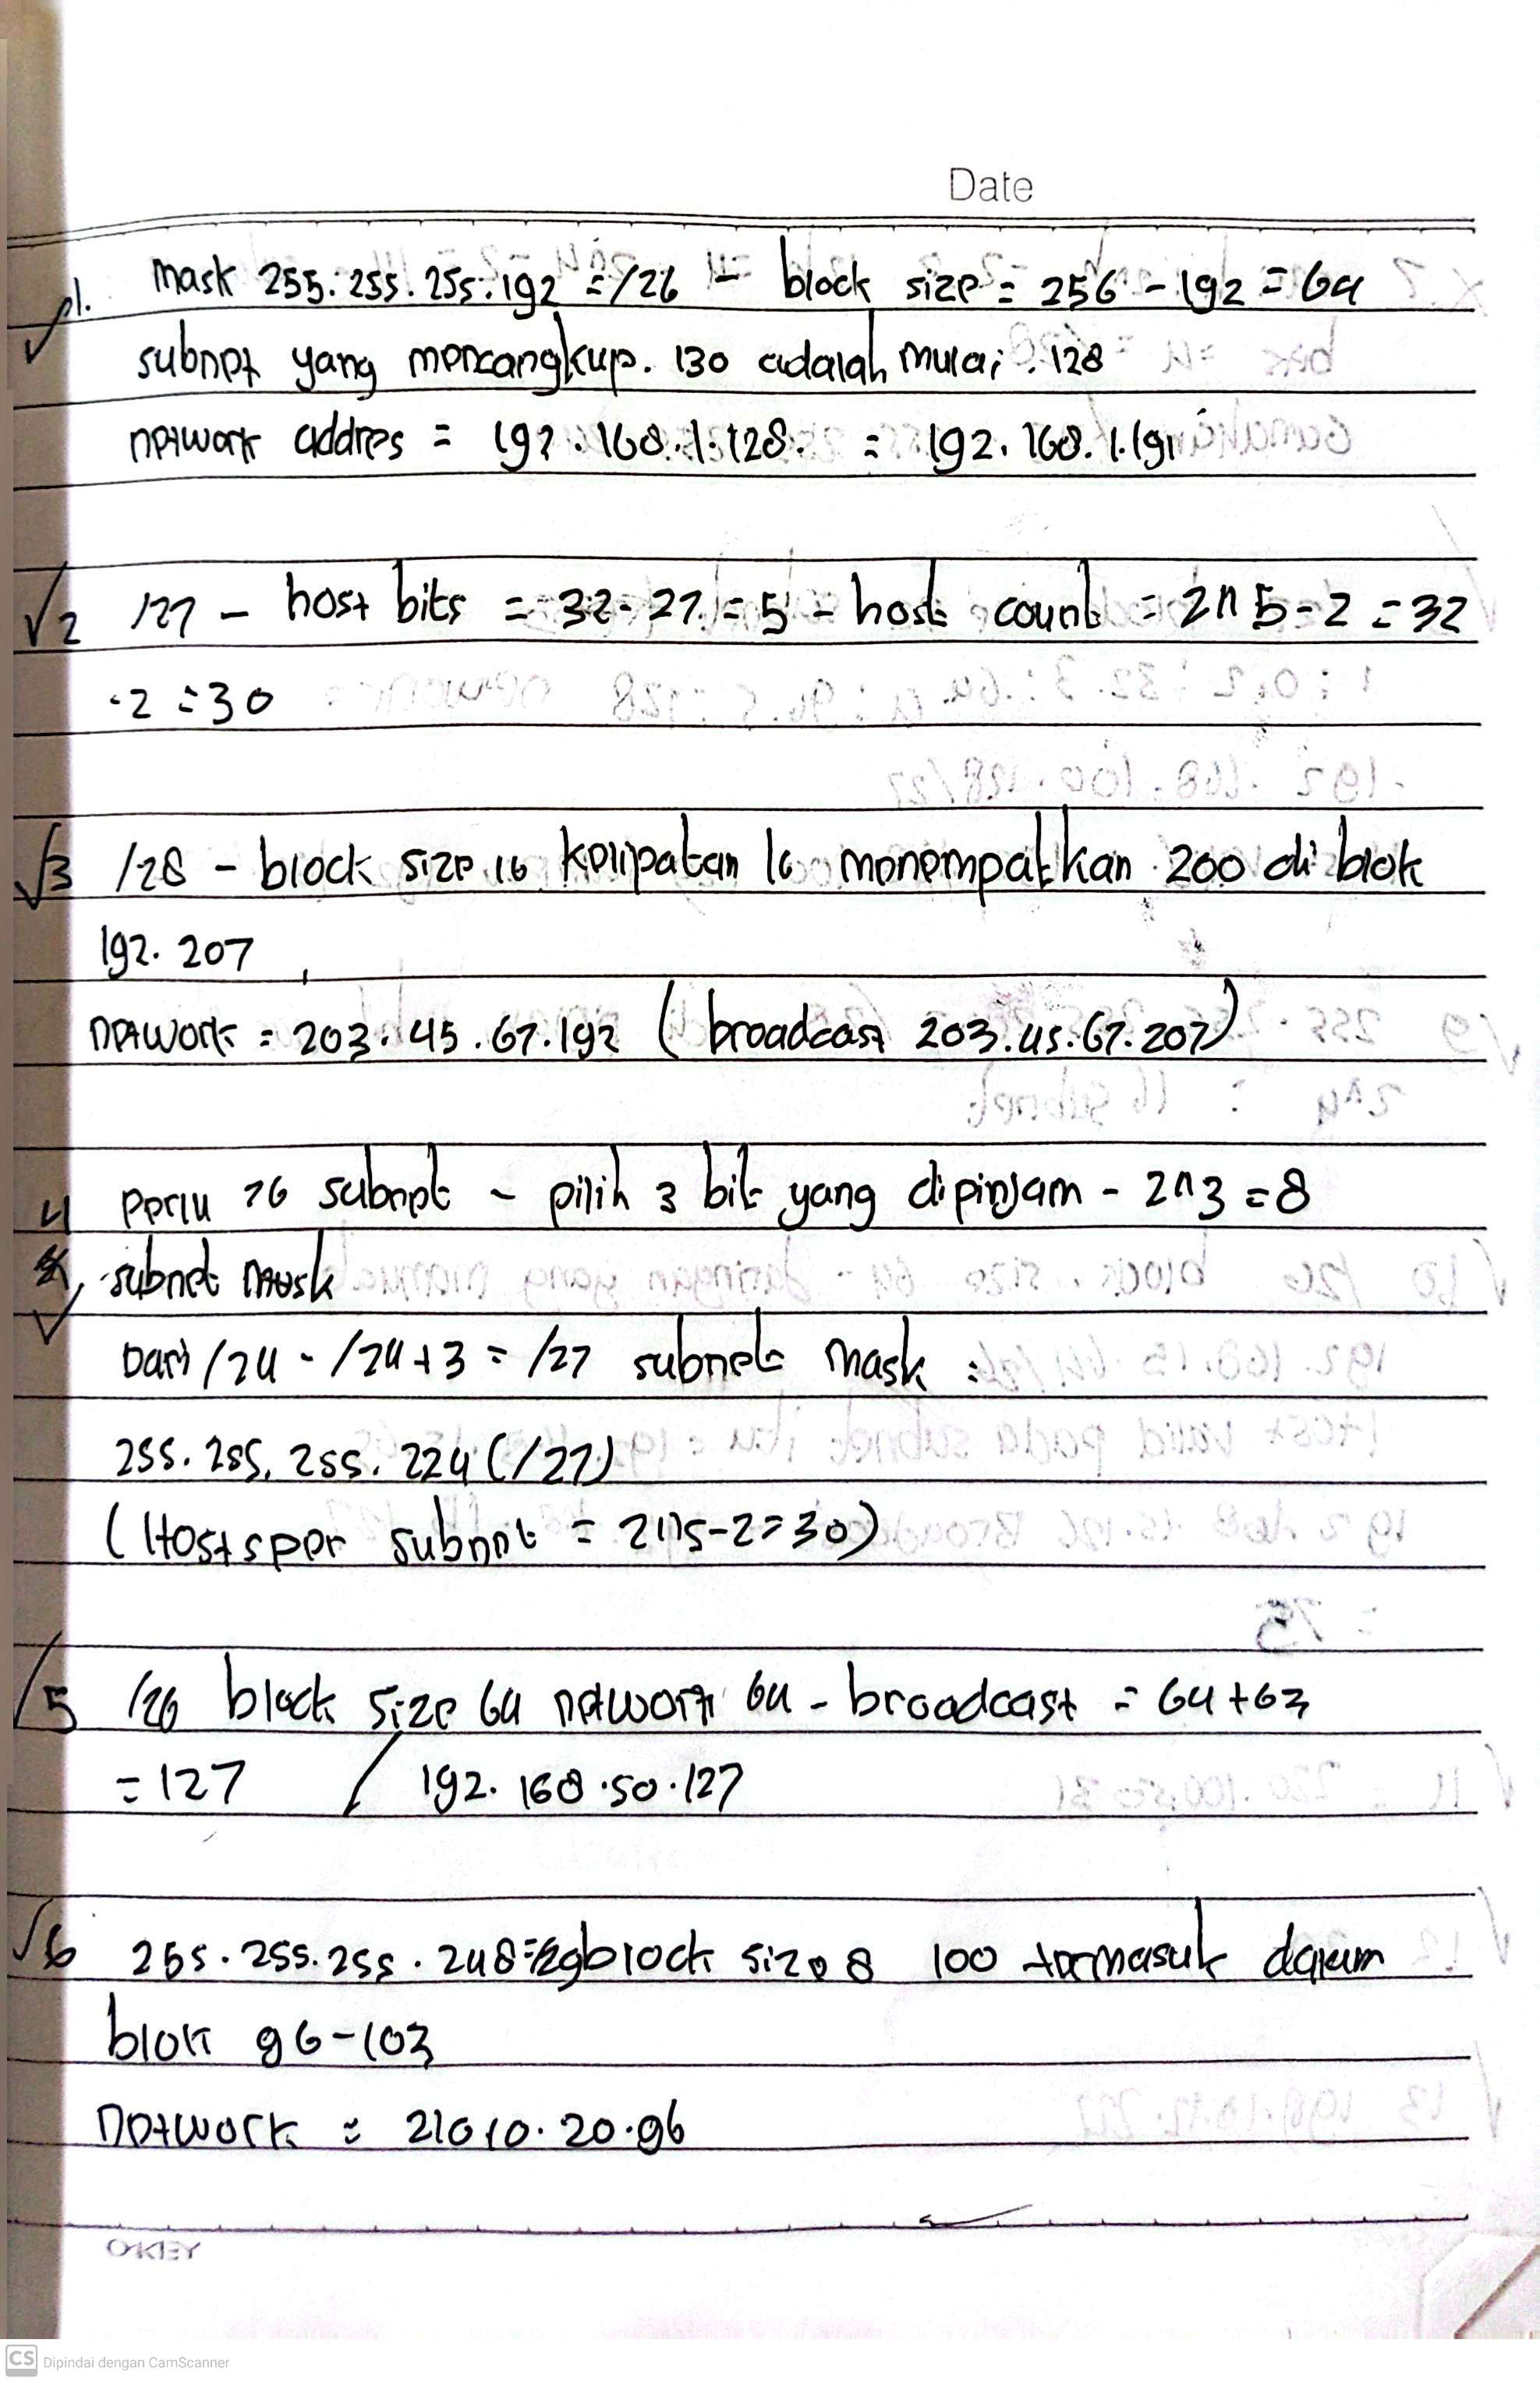 Date
1. Mask 255.255.255.192 = /26 - block size = 256 - 192 = 64
subnet yang mencangkup. 130 adalah mulai . 128
network addres = 192.168.1.128. = 192.168.1.191
2 /27 - host bits = 32-27 = 5 - host count = 2^5-2 = 32
-2 = 30
3 /28 - block size 16 kelipatan 16 menempatkan 200 di blok
192. 207
network = 203.45.67.192 (broadcast 203.45.67.207)
4 Perlu 76 subnet - pilih 3 bit yang dipinjam - 2^3 = 8
subnet mask
Dari /24 - /24+3 = /27 subnet mask :
255.255.255.224 (/27)
(Host sper subnet = 2^5-2=30)
5 /26 block size 64 network 64 - broadcast = 64+63
= 127 / 192.168.50.127
6 255.255.255.248=/29 block size 8 100 termasuk dalam
blok 96-103
Network = 210 10.20.96
OKEY
CS Dipindai dengan CamScanner